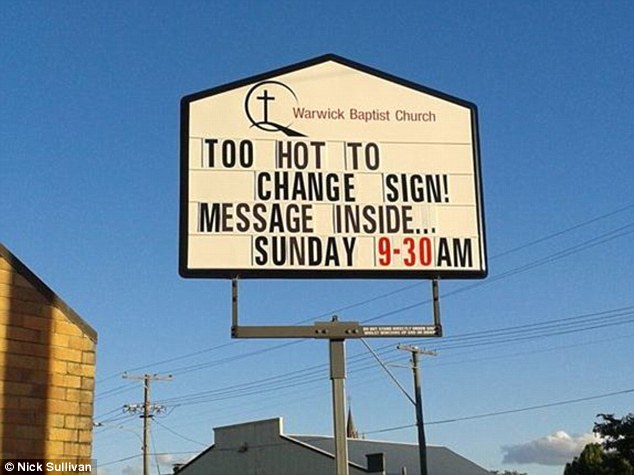 Warwick Baptist Church
TOO HOT TO
CHANGE SIGN!
MESSAGE INSIDE...
SUNDAY 9-30AM
© Nick Sullivan